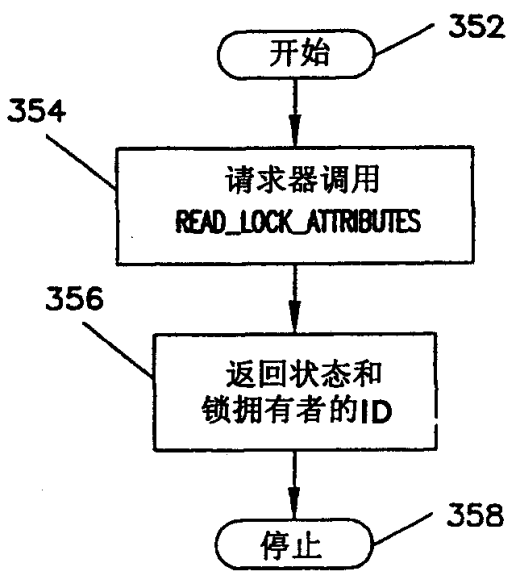 352
开始
354
请求器调用
READ_LOCK_ATTRIBUTES
356
返回状态和
锁拥有者的ID
358
停止